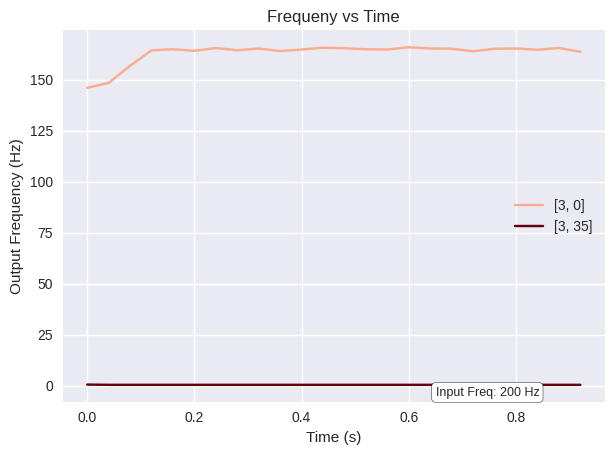 Frequeny vs Time
Output Frequency (Hz)
150
125
100
75
50
25
0
[3, 0]
[3, 35]
Input Freq: 200 Hz
0.0 0.2 0.4 0.6 0.8
Time (s)